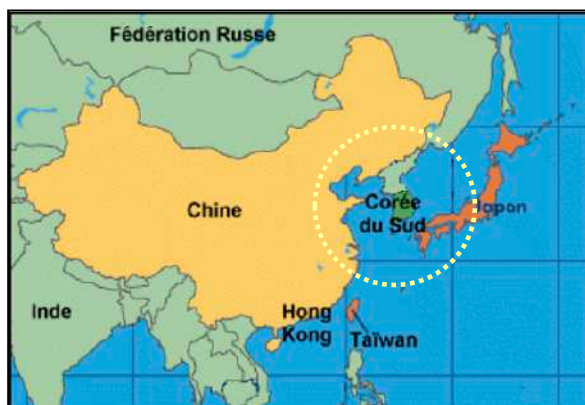 Fédération Russe
Chine
Corée
du Sud
Japon
Inde
Hong
Kong
Taïwan